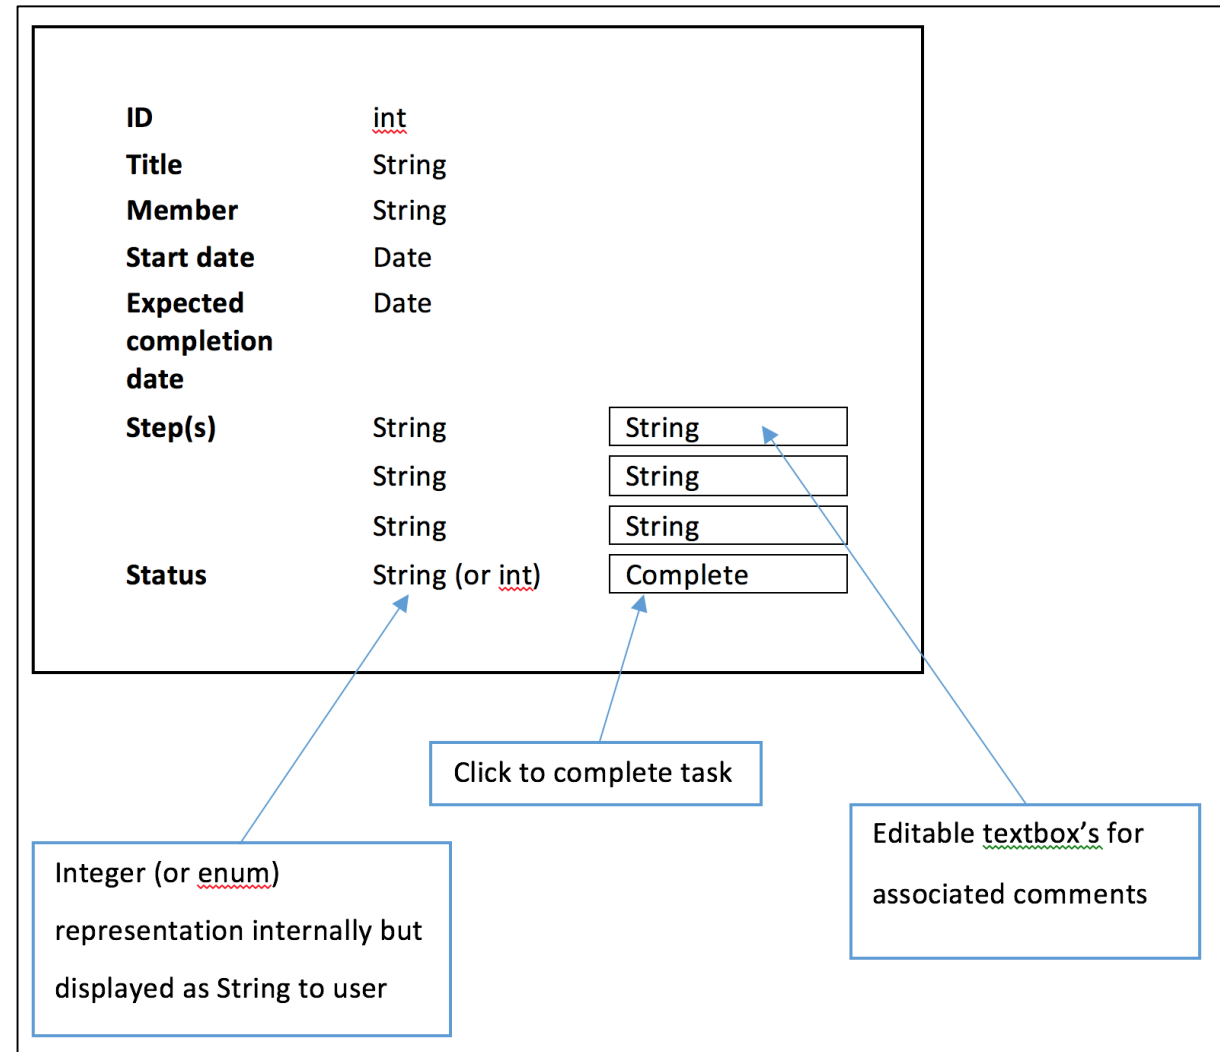 ID int
Title String
Member String
Start date Date
Expected Date
completion
date
Step(s) String String
String String
String String
Status String (or int) Complete
Click to complete task
Editable textbox’s for
associated comments
Integer (or enum)
representation internally but
displayed as String to user